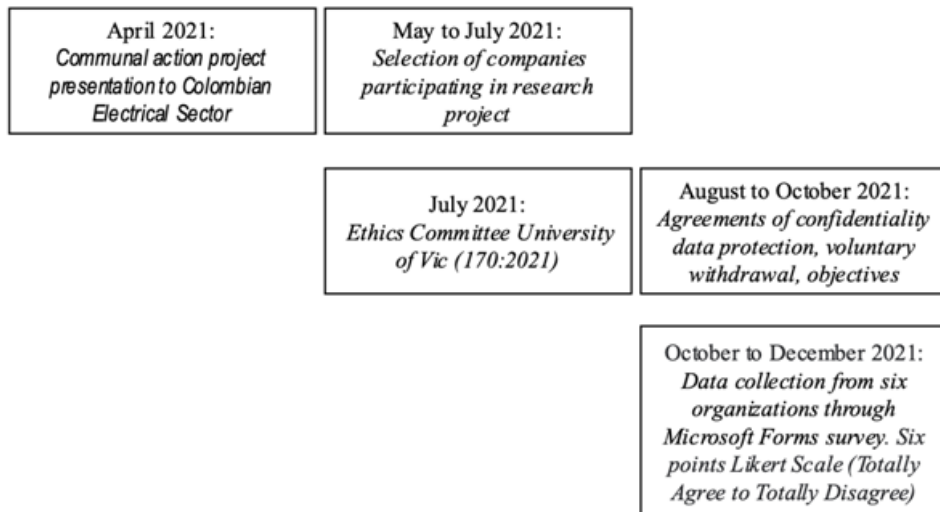 April 2021:
Communal action project
presentation to Colombian
Electrical Sector
May to July 2021:
Selection of companies
participating in research
project
July 2021:
Ethics Committee University
of Vic (170:2021)
August to October 2021:
Agreements of confidentiality
data protection, voluntary
withdrawal, objectives
October to December 2021:
Data collection from six
organizations through
Microsoft Forms survey. Six
points Likert Scale (Totally
Agree to Totally Disagree)